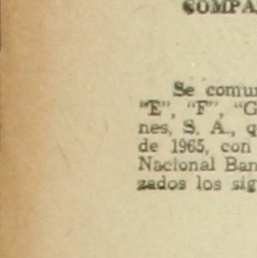 COMPA
Se comu
"E", "F", "G
nes, S. A., q
de 1965, con
Nacional Ban
zados los sig